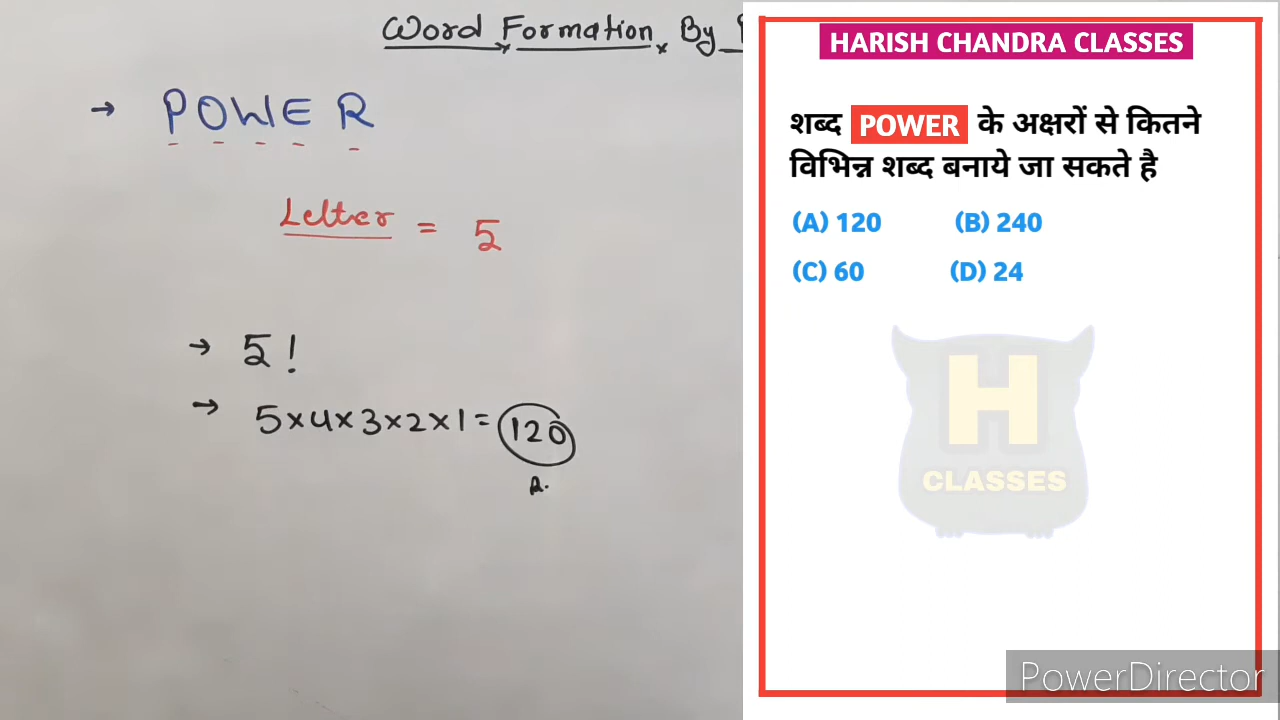 Word Formation By
→ POWER
Letter = 5
→ 5!
→ 5×4×3×2×1=120
A.
HARISH CHANDRA CLASSES
शब्द POWER के अक्षरों से कितने
विभिन्न शब्द बनाये जा सकते है
(A) 120 (B) 240
(C) 60 (D) 24
H
CLASSES
PowerDirector